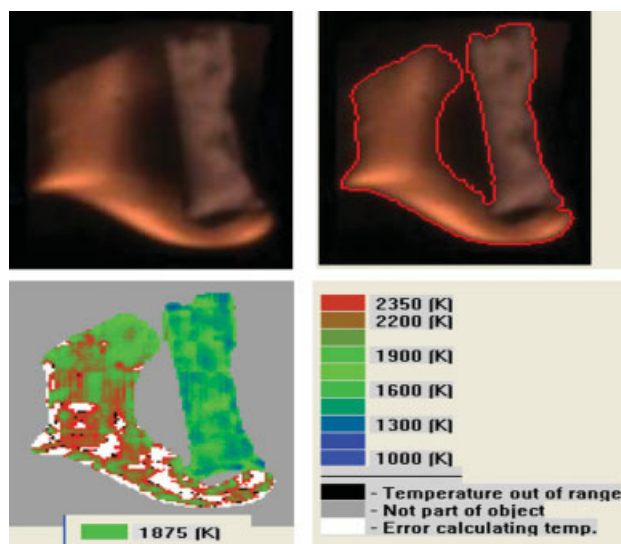 2350 [K]
2200 [K]
1900 [K]
1600 [K]
1300 [K]
1000 [K]
- Temperature out of range
- Not part of object
- Error calculating temp.
1875 [K]